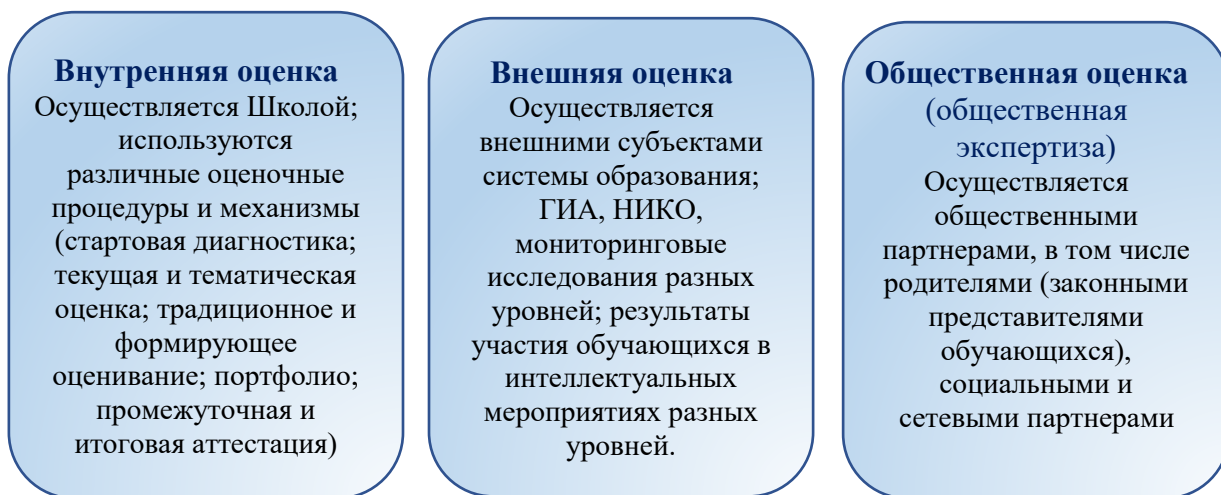 Внутренняя оценка
Осуществляется Школой;
используются
различные оценочные
процедуры и механизмы
(стартовая диагностика;
текущая и тематическая
оценка; традиционное и
формирующее
оценивание; портфолио;
промежуточная и
итоговая аттестация)
Внешняя оценка
Осуществляется
внешними субъектами
системы образования;
ГИА, НИКО,
мониторинговые
исследования разных
уровней; результаты
участия обучающихся в
интеллектуальных
мероприятиях разных
уровней.
Общественная оценка
(общественная
экспертиза)
Осуществляется
общественными
партнерами, в том числе
родителями (законными
представителями
обучающихся),
социальными и
сетевыми партнерами